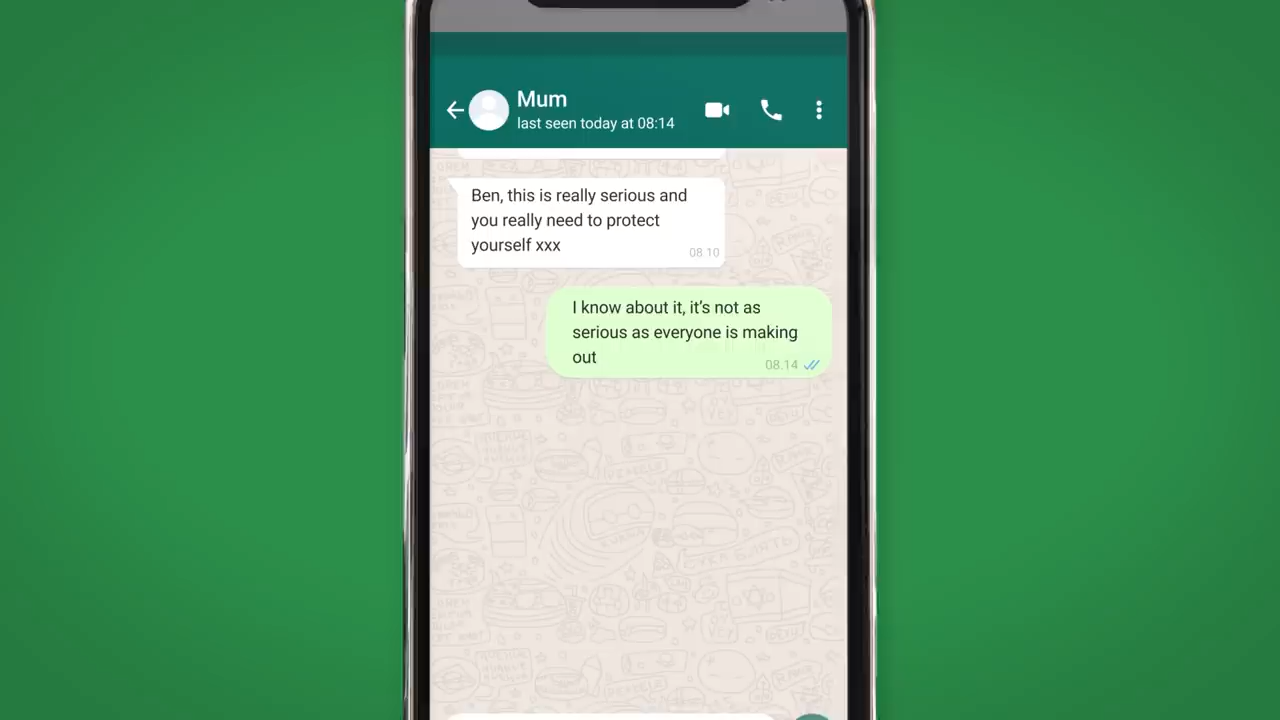 Mum
last seen today at 08:14
Ben, this is really serious and
you really need to protect
yourself xxx
08 10
I know about it, it's not as
serious as everyone is making
out
08.14